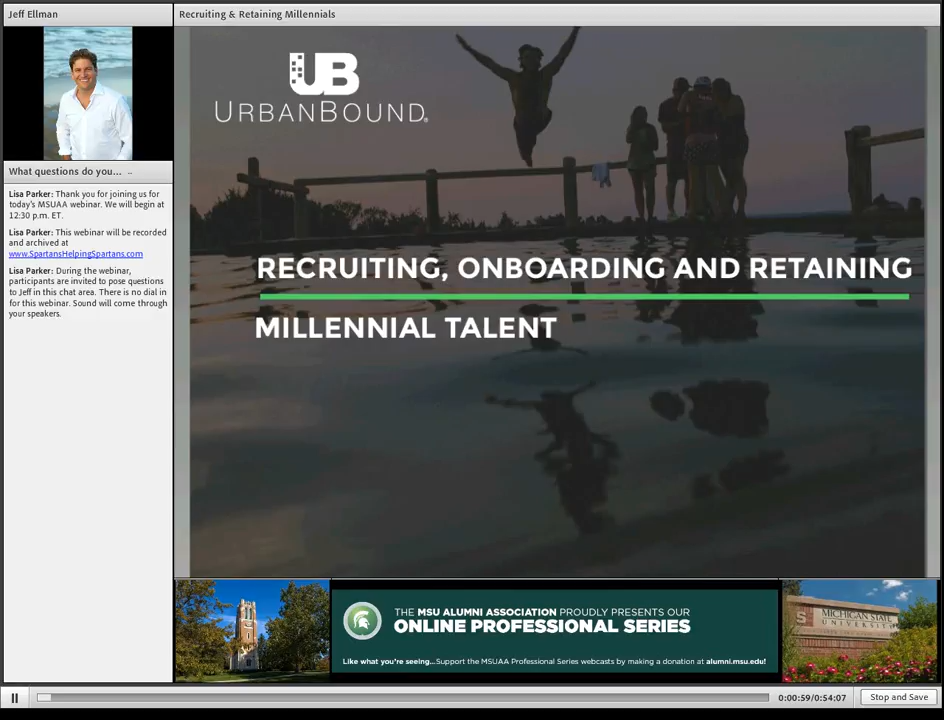 Jeff Ellman
Recruiting & Retaining Millennials
What questions do you... ..
Lisa Parker: Thank you for joining us for
today's MSUAA webinar. We will begin at
12:30 p.m. ET.
Lisa Parker: This webinar will be recorded
and archived at
www.SpartansHelpingSpartans.com
Lisa Parker: During the webinar,
participants are invited to pose questions
to Jeff in this chat area. There is no dial in
for this webinar. Sound will come through
your speakers.
UB
URBANBOUND®
RECRUITING, ONBOARDING AND RETAINING
MILLENNIAL TALENT
THE MSU ALUMNI ASSOCIATION PROUDLY PRESENTS OUR
ONLINE PROFESSIONAL SERIES
Like what you're seeing...Support the MSUAA Professional Series webcasts by making a donation at alumni.msu.edu!
MICHIGAN STATE
UNIVERSITY
0:00:59/0:54:07
Stop and Save